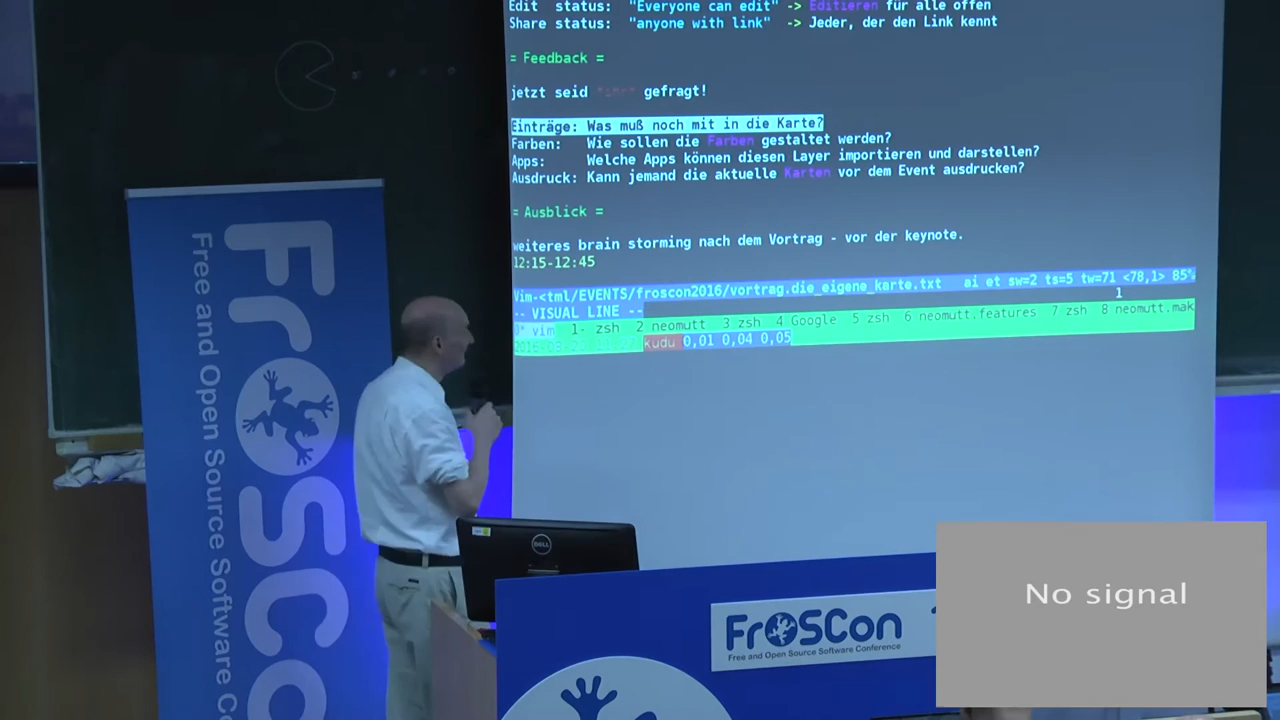 Edit status: "Everyone can edit" -> Editieren für alle offen
Share status: "anyone with link" -> Jeder, der den Link kennt
= Feedback =
jetzt seid gefragt!
Einträge: Was muß noch mit in die Karte?
Farben: Wie sollen die Farben gestaltet werden?
Apps: Welche Apps können diesen Layer importieren und darstellen?
Ausdruck: Kann jemand die aktuelle Karten vor dem Event ausdrucken?
= Ausblick =
weiteres brain storming nach dem Vortrag - vor der keynote.
12:15-12:45
Vim-<tml/EVENTS/froscon2016/vortrag.die_eigene_karte.txt ai et sw=2 ts=5 tw=71 <78,1> 85%
1
-- VISUAL LINE --
0* vim 1- zsh 2 neomutt 3 zsh 4 Google 5 zsh 6 neomutt.features 7 zsh 8 neomutt.mak
kudu 0,01 0,04 0,05
FrOSCo
Free and Open Source Software Co
DELL
FrOSCon
Free and Open Source Software Conference
No signal